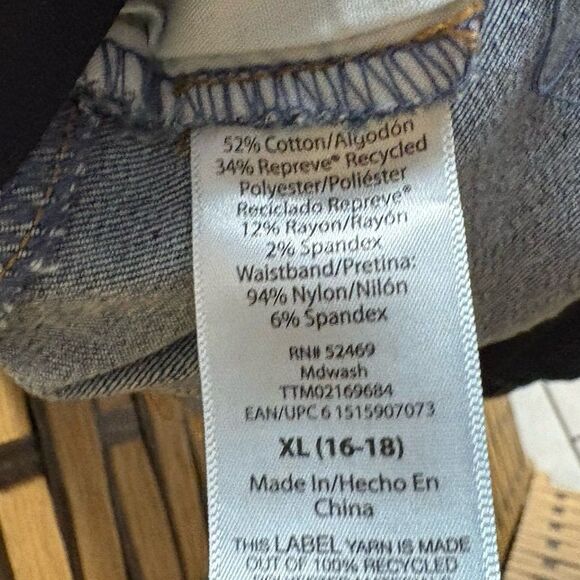 52% Cotton/Algodón
34% Repreve® Recycled
Polyester/Poliéster
Reciclado Repreve®
12% Rayon/Rayón
2% Spandex
Waistband/Pretina:
94% Nylon/Nilón
6% Spandex
RN# 52469
Mdwash
TTM02169684
EAN/UPC 6 1515907073
XL (16-18)
Made In/Hecho En
China
THIS LABEL YARN IS MADE
OUT OF 100% RECYCLED